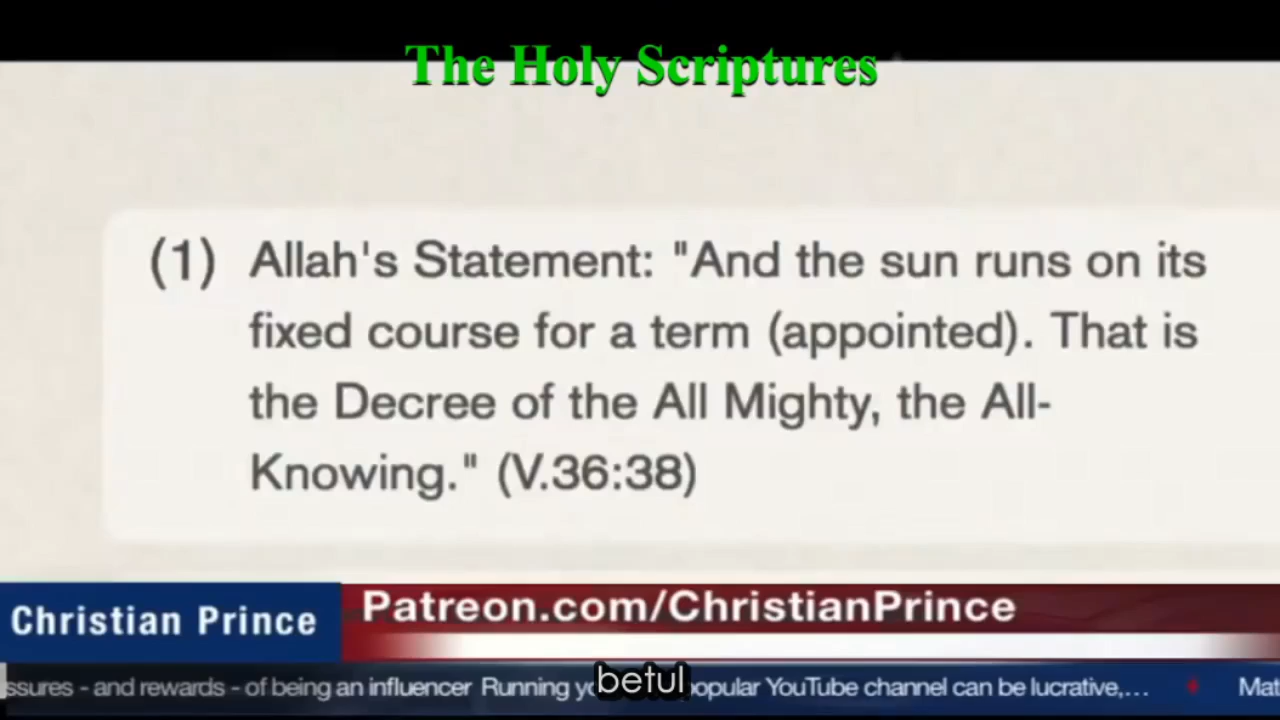 The Holy Scriptures
(1) Allah's Statement: "And the sun runs on its
fixed course for a term (appointed). That is
the Decree of the All Mighty, the All-
Knowing." (V.36:38)
Christian Prince
Patreon.com/ChristianPrince
ssures - and rewards - of being an influencer Running popular YouTube channel can be lucrative,... Mat
betul